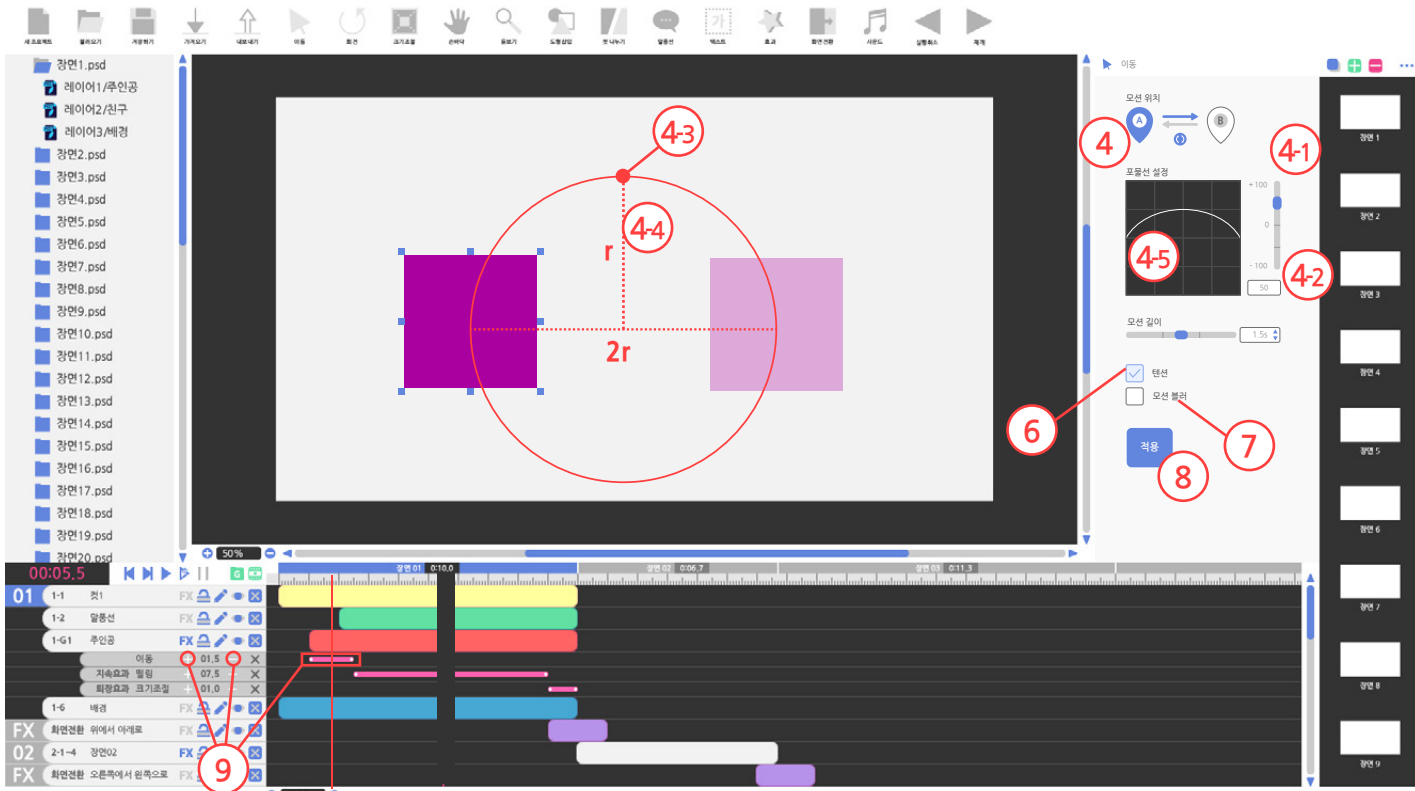 새 프로젝트 불러오기 저장하기 가져오기 내보내기 이동 회전 크기조절 손바닥 돋보기 도형삽입 컷 나누기 말풍선 텍스트 효과 화면전환 사운드 실행취소 재개
가
장면1.psd
레이어1/주인공
레이어2/친구
레이어3/배경
장면2.psd
장면3.psd
장면4.psd
장면5.psd
장면6.psd
장면7.psd
장면8.psd
장면9.psd
장면10.psd
장면11.psd
장면12.psd
장면13.psd
장면14.psd
장면15.psd
장면16.psd
장면17.psd
장면18.psd
장면19.psd
장면20.psd
4-3
4-4
r
2r
50%
이동
모션 위치
A B
4
4-1
포물선 설정
+ 100
0
- 100
50
4-5
4-2
모션 길이
1.5s
텐션
모션 블러
6
7
적용
8
장면 1
장면 2
장면 3
장면 4
장면 5
장면 6
장면 7
장면 8
장면 9
00:05.5 G
장면 01 0:10.0 장면 02 0:06.7 장면 03 0:11.3
01 1-1 컷1 FX
1-2 말풍선 FX
1-G1 주인공 FX
이동 + 01.5 - X
지속효과 떨림 + 07.5 - X
퇴장효과 크기조절 + 01.0 - X
1-6 배경 FX
FX 화면전환 위에서 아래로 FX
02 2-1~4 장면02 FX
FX 화면전환 오른쪽에서 왼쪽으로 FX
9